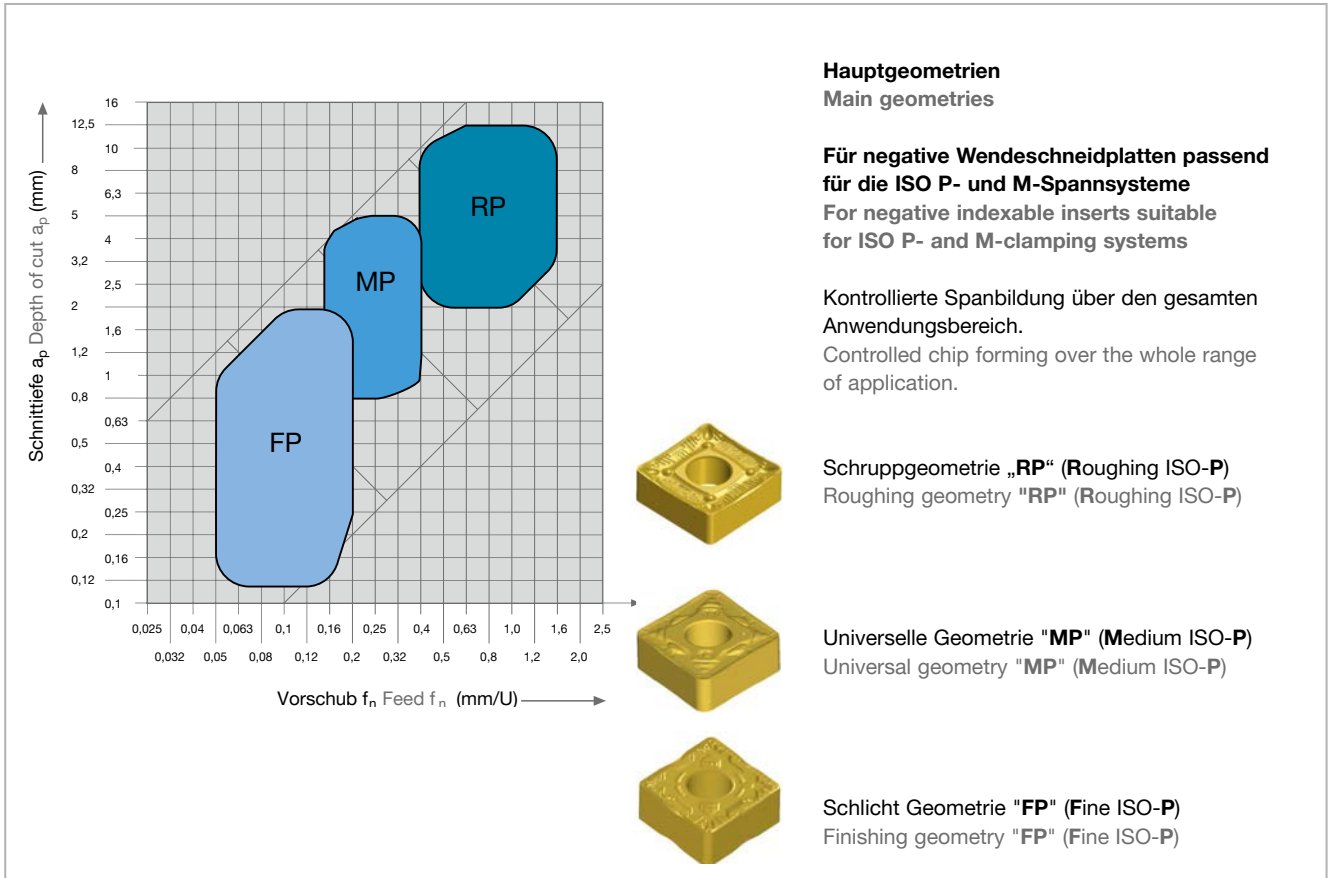 Schnittiefe aₚ Depth of cut aₚ (mm)
16
12,5
10
8
6,3
5
4
3,2
2,5
2
1,6
1,2
1
0,8
0,63
0,5
0,4
0,32
0,25
0,2
0,16
0,12
0,1
RP
MP
FP
0,025 0,04 0,063 0,1 0,16 0,25 0,4 0,63 1,0 1,6 2,5
0,032 0,05 0,08 0,12 0,2 0,32 0,5 0,8 1,2 2,0
Vorschub fₙ Feed fₙ (mm/U)
Hauptgeometrien
Main geometries
Für negative Wendeschneidplatten passend
für die ISO P- und M-Spannsysteme
For negative indexable inserts suitable
for ISO P- and M-clamping systems
Kontrollierte Spanbildung über den gesamten
Anwendungsbereich.
Controlled chip forming over the whole range
of application.
Schruppgeometrie „RP“ (Roughing ISO-P)
Roughing geometry "RP" (Roughing ISO-P)
Universelle Geometrie "MP" (Medium ISO-P)
Universal geometry "MP" (Medium ISO-P)
Schlicht Geometrie "FP" (Fine ISO-P)
Finishing geometry "FP" (Fine ISO-P)